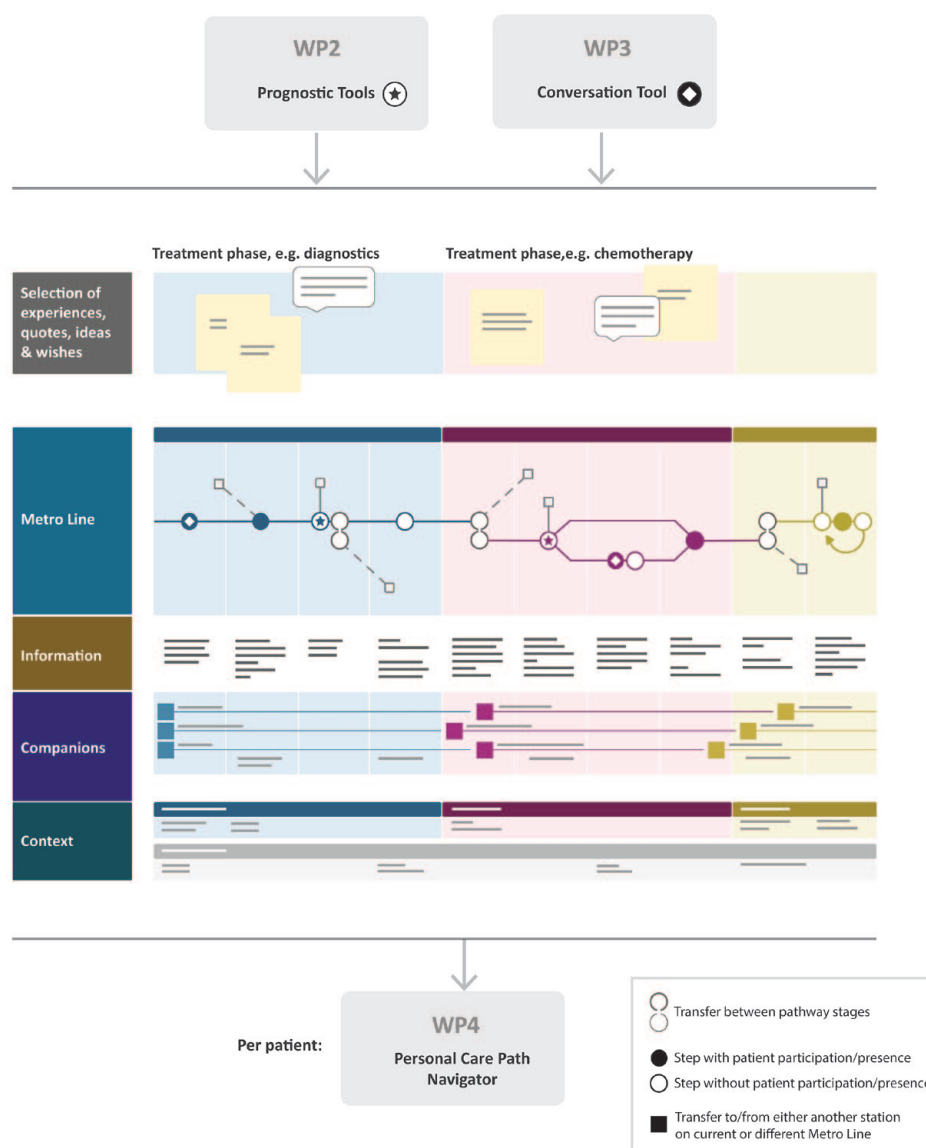 WP2
Prognostic Tools
WP3
Conversation Tool
Treatment phase, e.g. diagnostics
Treatment phase,e.g. chemotherapy
Selection of
experiences,
quotes, ideas
& wishes
Metro Line
Information
Companions
Context
Per patient:
WP4
Personal Care Path
Navigator
Transfer between pathway stages
Step with patient participation/presence
Step without patient participation/presence
Transfer to/from either another station
on current or different Metro Line